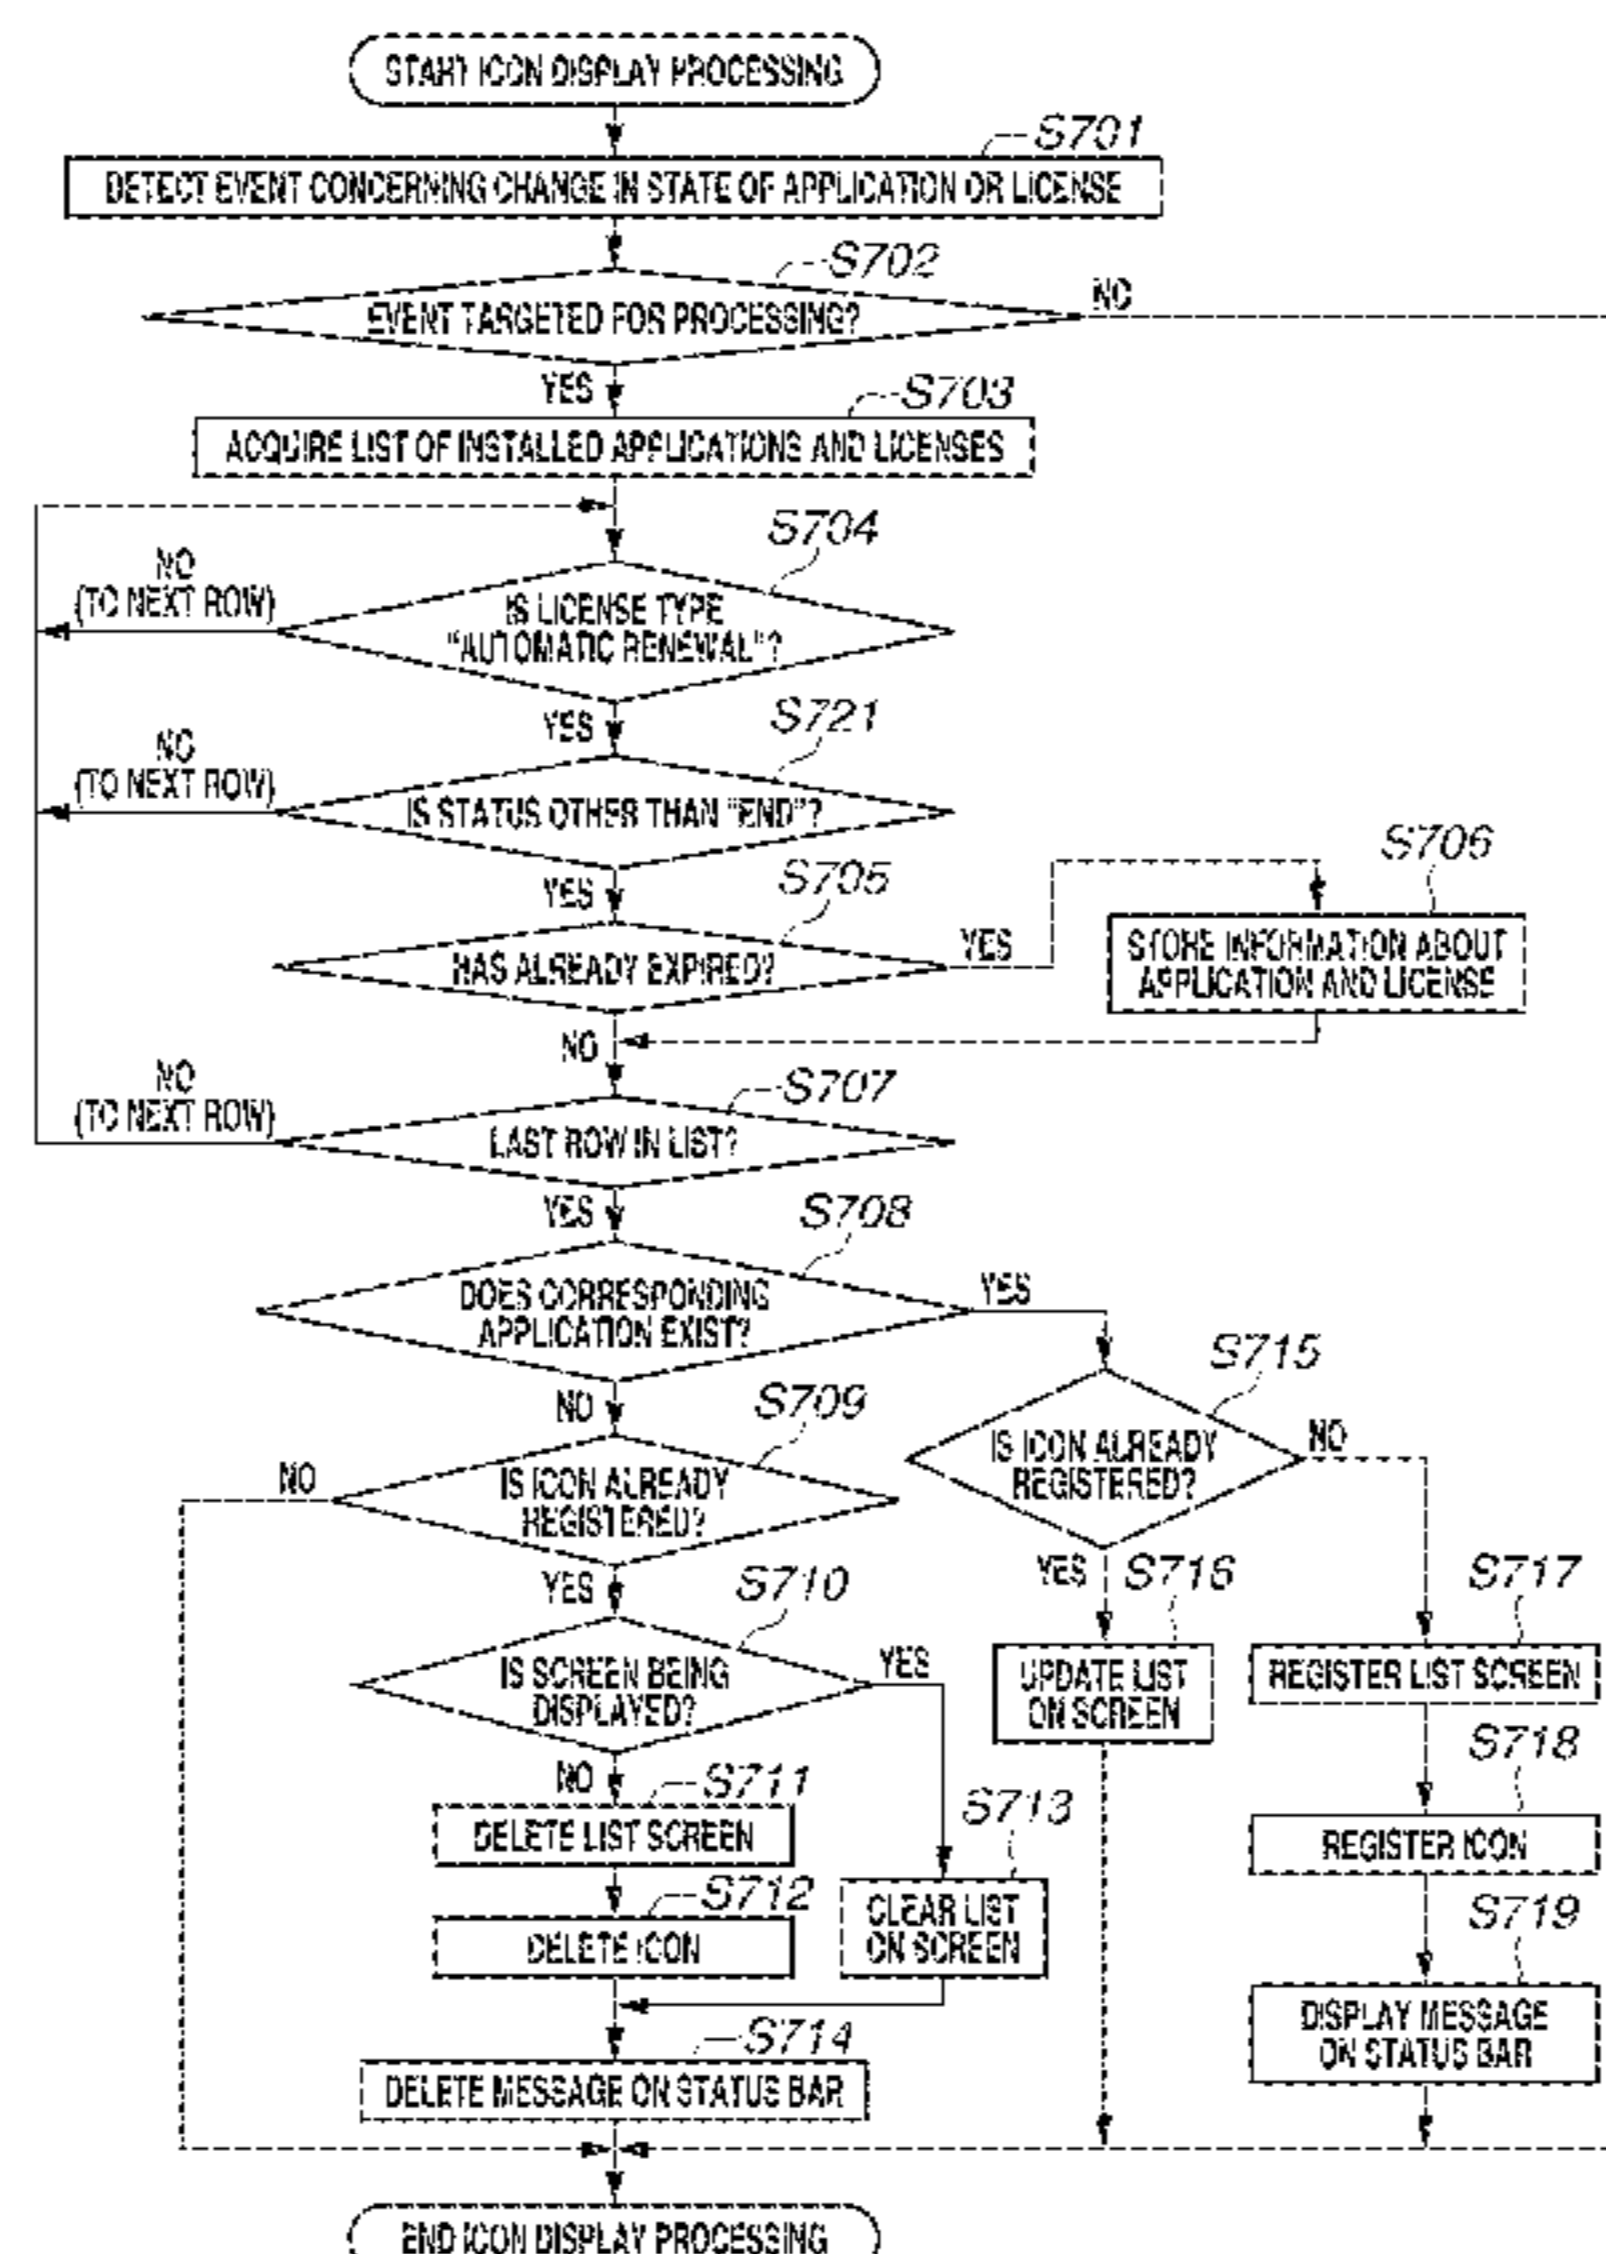 START ICON DISPLAY PROCESSING
S701
DETECT EVENT CONCERNING CHANGE IN STATE OF APPLICATION OR LICENSE
S702
EVENT TARGETED FOR PROCESSING?
NO
YES
S703
ACQUIRE LIST OF INSTALLED APPLICATIONS AND LICENSES
S704
NO
(TO NEXT ROW)
IS LICENSE TYPE
"AUTOMATIC RENEWAL"?
YES
S721
NO
(TO NEXT ROW)
IS STATUS OTHER THAN "END"?
YES
S705
HAS ALREADY EXPIRED?
YES
S706
STORE INFORMATION ABOUT
APPLICATION AND LICENSE
NO
S707
NO
(TO NEXT ROW)
LAST ROW IN LIST?
YES
S708
DOES CORRESPONDING
APPLICATION EXIST?
YES
NO
S709
IS ICON ALREADY
REGISTERED?
NO
YES
S715
IS ICON ALREADY
REGISTERED?
NO
YES
S710
IS SCREEN BEING
DISPLAYED?
YES
NO
S716
UPDATE LIST
ON SCREEN
S717
REGISTER LIST SCREEN
S711
DELETE LIST SCREEN
S718
REGISTER ICON
S712
DELETE ICON
S713
CLEAR LIST
ON SCREEN
S719
DISPLAY MESSAGE
ON STATUS BAR
S714
DELETE MESSAGE ON STATUS BAR
END ICON DISPLAY PROCESSING